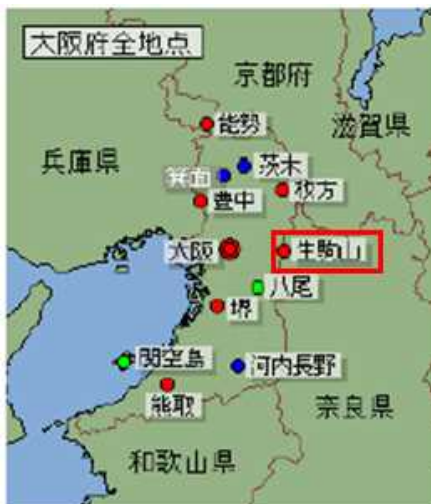 大阪府全地点
京都府
滋賀県
能勢
兵庫県
茨木
箕面
枚方
豊中
大阪
生駒山
八尾
堺
関空島
河内長野
熊取
奈良県
和歌山県